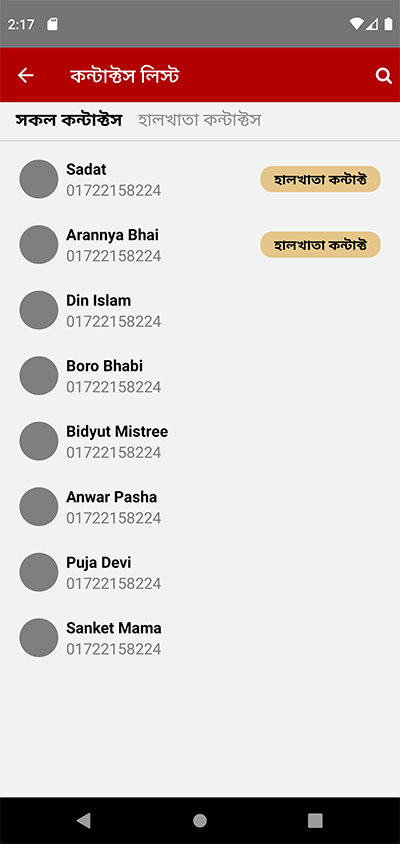 2:17
কন্টাক্টস লিস্ট
সকল কন্টাক্টস হালখাতা কন্টাক্টস
Sadat
01722158224
হালখাতা কন্টাক্ট
Arannya Bhai
01722158224
হালখাতা কন্টাক্ট
Din Islam
01722158224
Boro Bhabi
01722158224
Bidyut Mistree
01722158224
Anwar Pasha
01722158224
Puja Devi
01722158224
Sanket Mama
01722158224